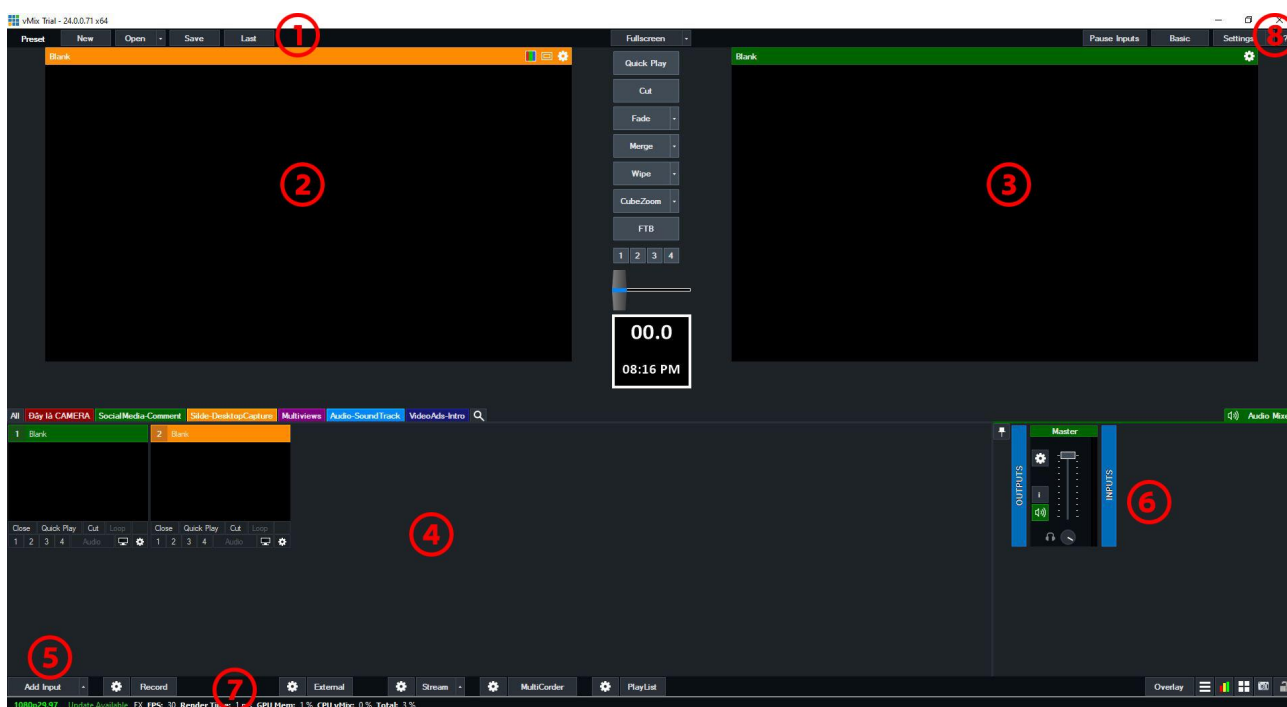 vMix Trial - 24.0.0.71 x64
Preset New Open Save Last ① Fullscreen Pause Inputs Basic Settings ⑧
Blank Blank
Quick Play
Cut
Fade
Merge
② Wipe ③
CubeZoom
FTB
1 2 3 4
00.0
08:16 PM
All Đây là CAMERA SocialMedia-Comment Silde-DesktopCapture Multiviews Audio-SoundTrack VideoAds-Intro Audio Mixe
1 Blank 2 Blank Master
OUTPUTS INPUTS
i ⑥
Close Quick Play Cut Loop Close Quick Play Cut Loop
④
1 2 3 4 Audio 1 2 3 4 Audio
⑤
Add Input Record ⑦ External Stream MultiCorder PlayList Overlay
1080p29.97 Update Available EX FPS: 30 Render Time: 1 GPU Mem: 1 % CPU vMix: 0 % Total: 3 %